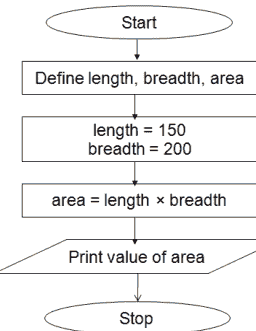 Start
Define length, breadth, area
length = 150
breadth = 200
area = length × breadth
Print value of area
Stop